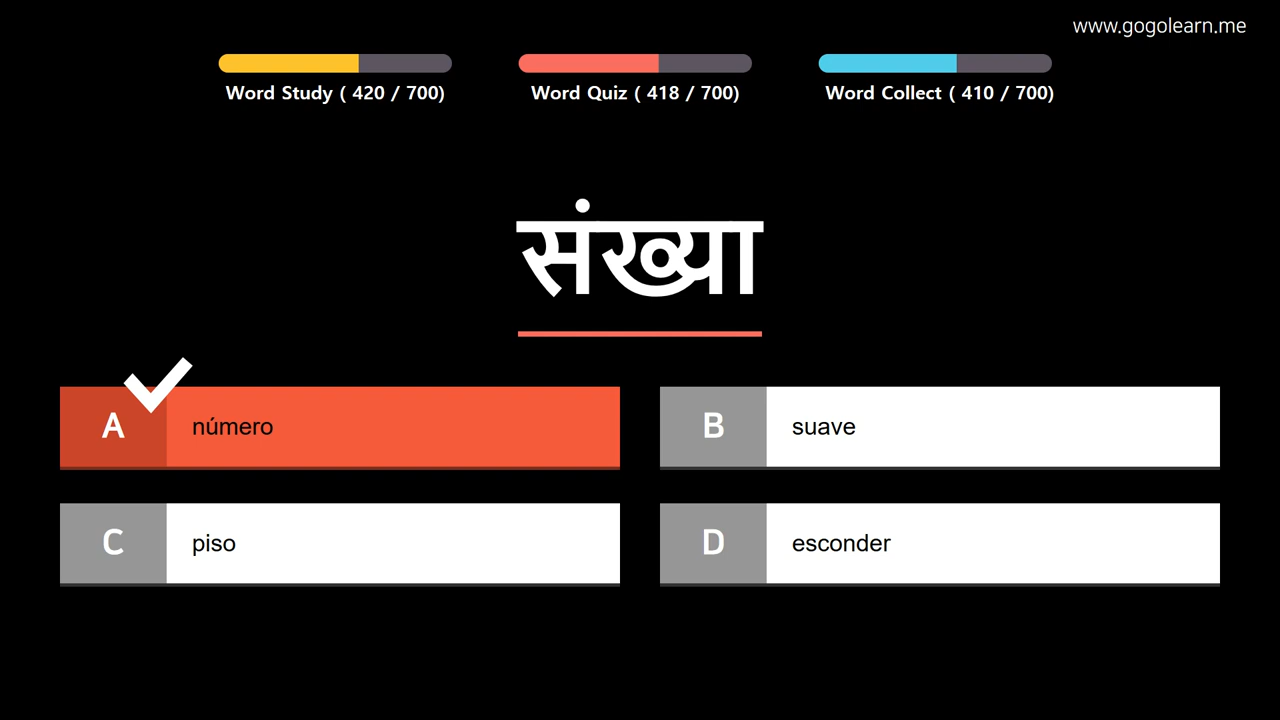 www.gogolearn.me
Word Study ( 420 / 700)
Word Quiz ( 418 / 700)
Word Collect ( 410 / 700)
संख्या
A número
B suave
C piso
D esconder